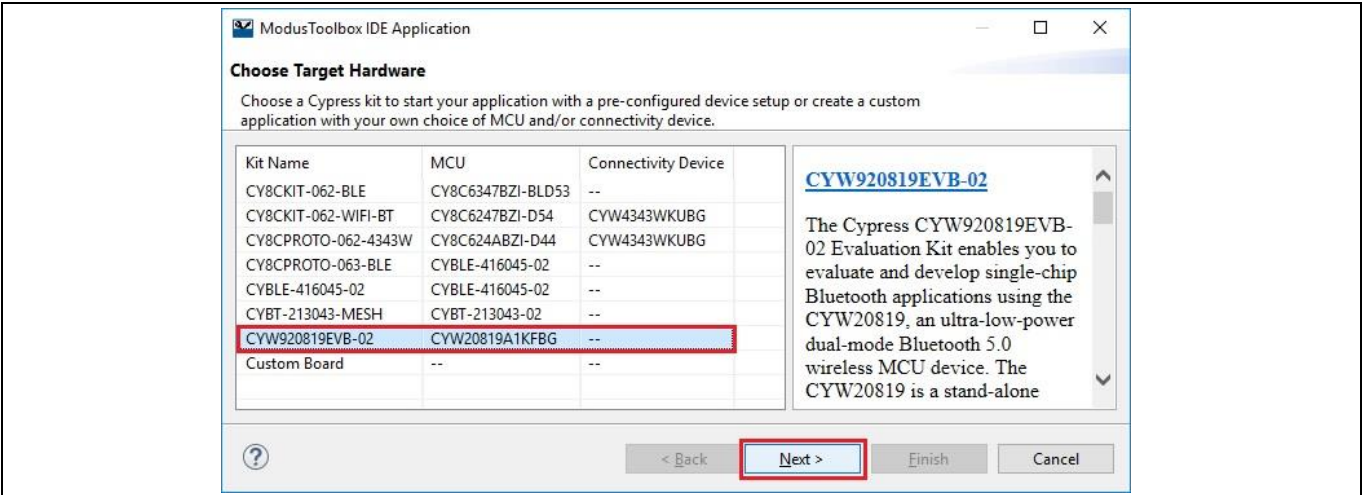 ModusToolbox IDE Application
Choose Target Hardware
Choose a Cypress kit to start your application with a pre-configured device setup or create a custom
application with your own choice of MCU and/or connectivity device.
Kit Name MCU Connectivity Device
CY8CKIT-062-BLE CY8C6347BZI-BLD53 --
CY8CKIT-062-WIFI-BT CY8C6247BZI-D54 CYW4343WKUBG
CY8CPROTO-062-4343W CY8C624ABZI-D44 CYW4343WKUBG
CY8CPROTO-063-BLE CYBLE-416045-02 --
CYBLE-416045-02 CYBLE-416045-02 --
CYBT-213043-MESH CYBT-213043-02 --
CYW920819EVB-02 CYW20819A1KFBG --
Custom Board -- --
CYW920819EVB-02
The Cypress CYW920819EVB-
02 Evaluation Kit enables you to
evaluate and develop single-chip
Bluetooth applications using the
CYW20819, an ultra-low-power
dual-mode Bluetooth 5.0
wireless MCU device. The
CYW20819 is a stand-alone
? < Back Next > Finish Cancel